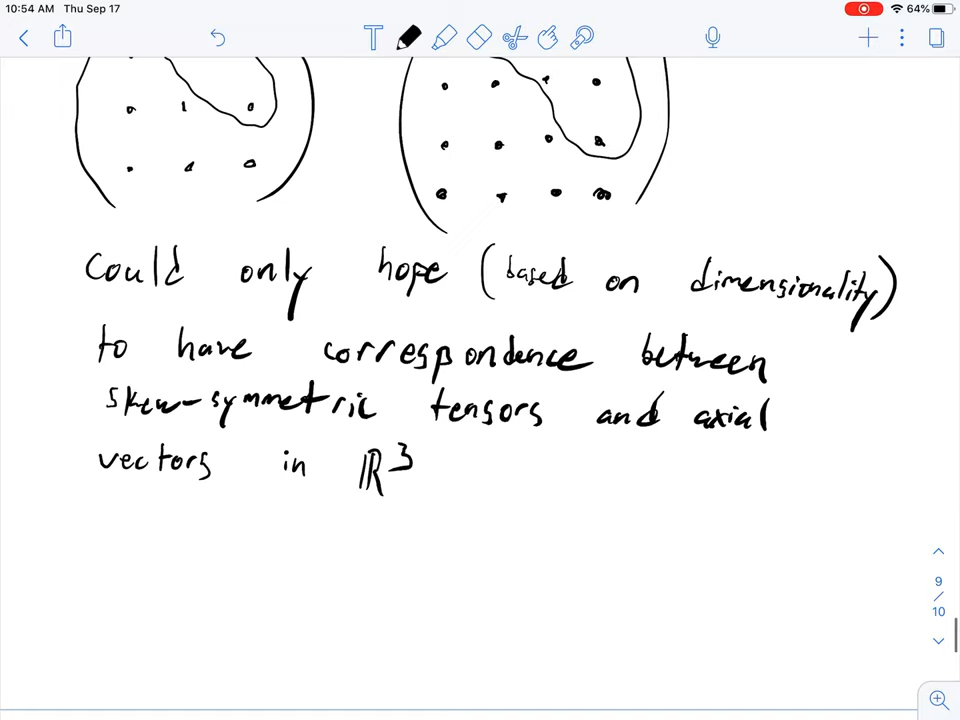 10:54 AM Thu Sep 17
64%
T
Could only hope (based on dimensionality)
to have correspondence between
skew-symmetric tensors and axial
vectors in ℝ³
9
/
10